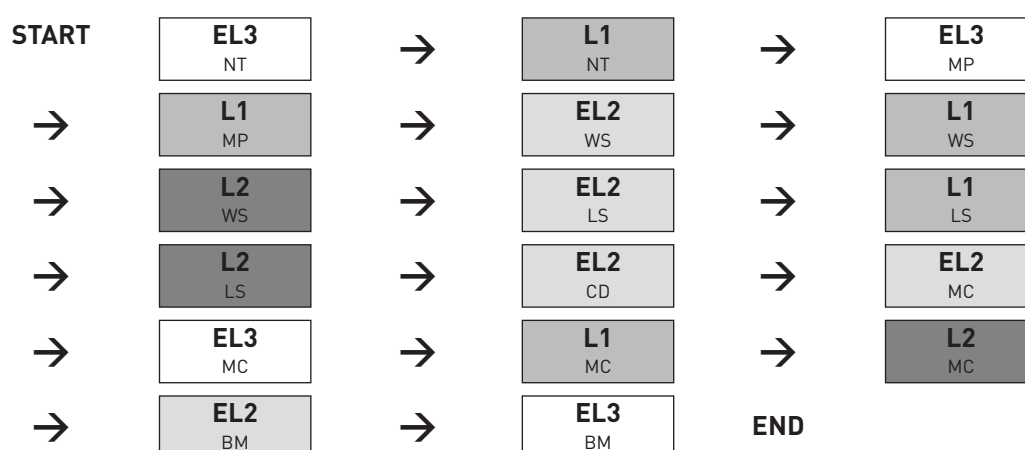 START EL3 → L1 → EL3
NT NT MP
→ L1 → EL2 → L1
MP WS WS
→ L2 → EL2 → L1
WS LS LS
→ L2 → EL2 → EL2
LS CD MC
→ EL3 → L1 → L2
MC MC MC
→ EL2 → EL3 END
BM BM